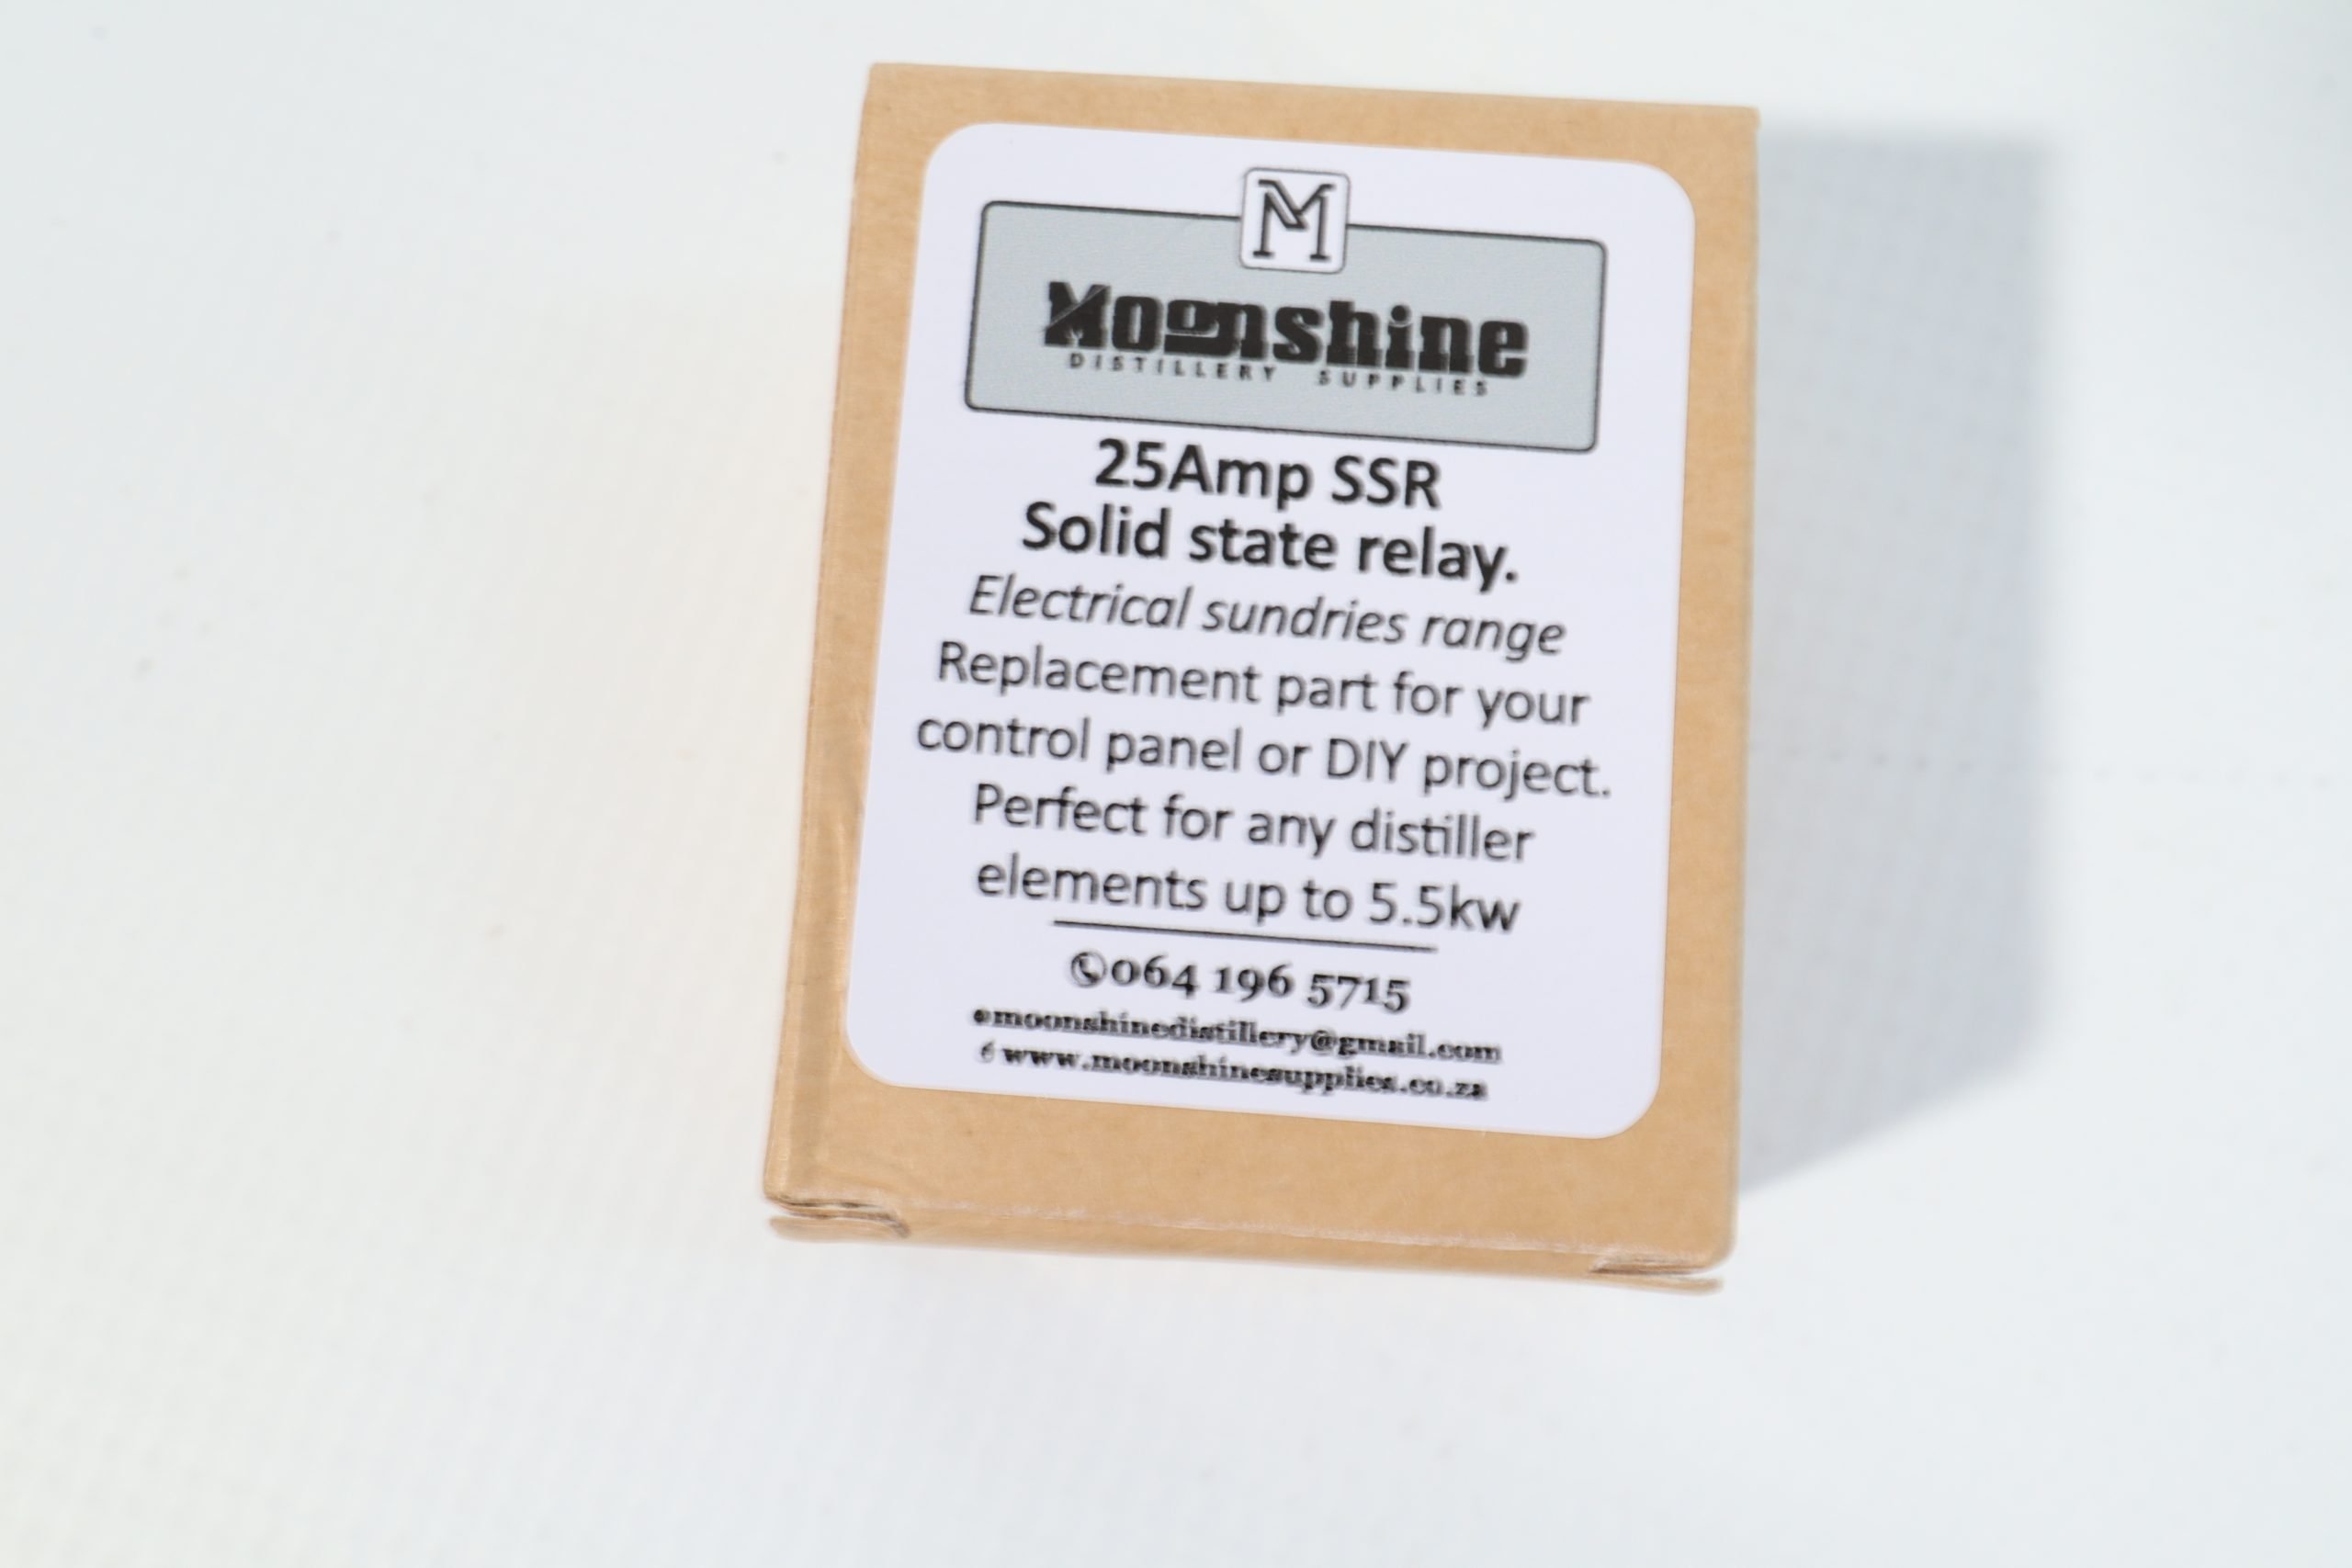 M
Moonshine
DISTILLERY SUPPLIES
25Amp SSR
Solid state relay.
Electrical sundries range
Replacement part for your
control panel or DIY project.
Perfect for any distiller
elements up to 5.5kw
064 196 5715
moonshinedistillery@gmail.com
www.moonshinesupplies.co.za